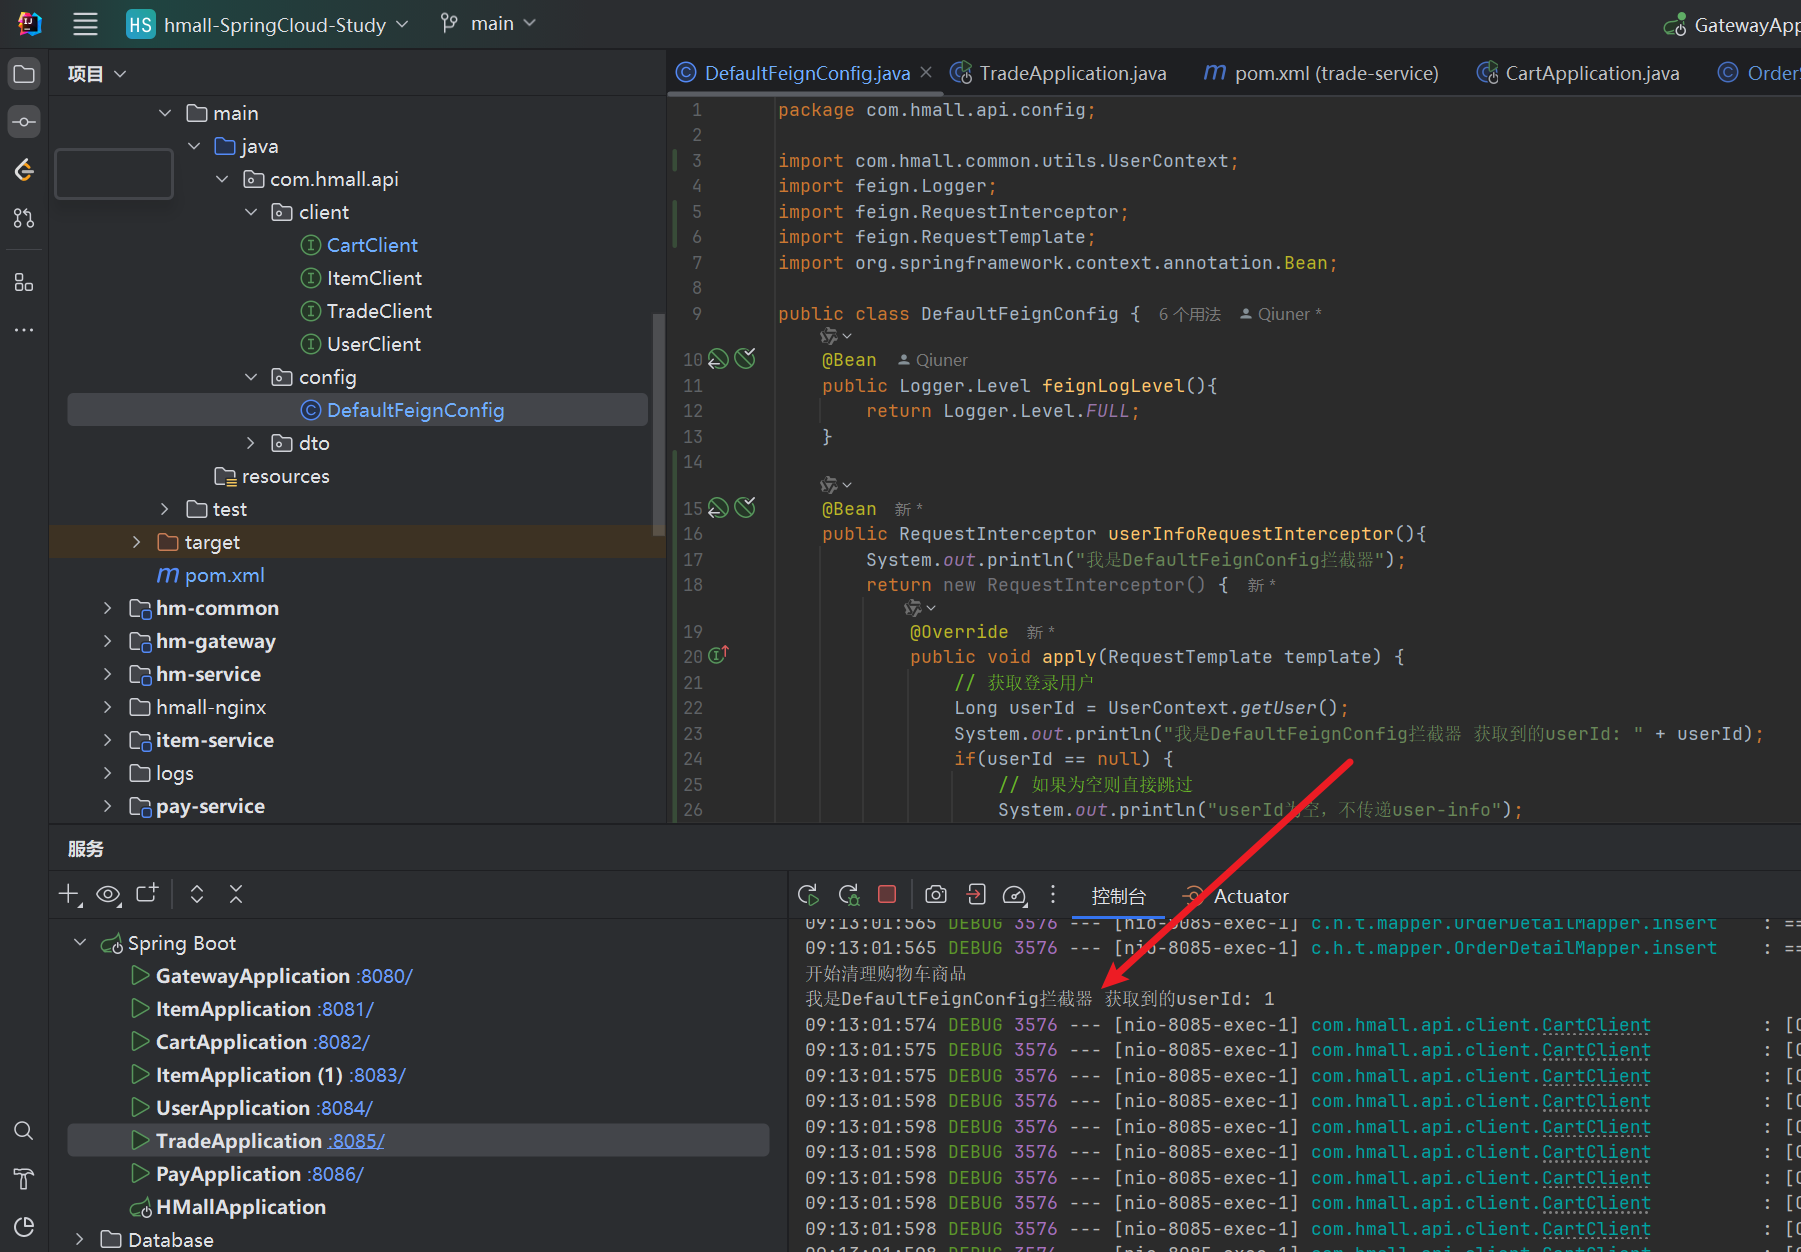 HS hmall-SpringCloud-Study main GatewayApp
项目
DefaultFeignConfig.java TradeApplication.java pom.xml (trade-service) CartApplication.java Order
main
java
com.hmall.api
client
CartClient
ItemClient
TradeClient
UserClient
config
DefaultFeignConfig
dto
resources
test
target
pom.xml
hm-common
hm-gateway
hm-service
hmall-nginx
item-service
logs
pay-service
1 package com.hmall.api.config;
2
3 import com.hmall.common.utils.UserContext;
4 import feign.Logger;
5 import feign.RequestInterceptor;
6 import feign.RequestTemplate;
7 import org.springframework.context.annotation.Bean;
8
9 public class DefaultFeignConfig { 6 个用法 Qiuner *
10 @Bean Qiuner
11 public Logger.Level feignLogLevel(){
12 return Logger.Level.FULL;
13 }
14
15 @Bean 新 *
16 public RequestInterceptor userInfoRequestInterceptor(){
17 System.out.println("我是DefaultFeignConfig拦截器");
18 return new RequestInterceptor() { 新 *
19 @Override 新 *
20 public void apply(RequestTemplate template) {
21 // 获取登录用户
22 Long userId = UserContext.getUser();
23 System.out.println("我是DefaultFeignConfig拦截器 获取到的userId: " + userId);
24 if(userId == null) {
25 // 如果为空则直接跳过
26 System.out.println("userId为空，不传递user-info");
服务
控制台 Actuator
Spring Boot
GatewayApplication :8080/
ItemApplication :8081/
CartApplication :8082/
ItemApplication (1) :8083/
UserApplication :8084/
TradeApplication :8085/
PayApplication :8086/
HMallApplication
Database
09:13:01:565 DEBUG 3576 --- [nio-8085-exec-1] c.h.t.mapper.OrderDetailMapper.insert : ==
09:13:01:565 DEBUG 3576 --- [nio-8085-exec-1] c.h.t.mapper.OrderDetailMapper.insert : ==
开始清理购物车商品
我是DefaultFeignConfig拦截器 获取到的userId: 1
09:13:01:574 DEBUG 3576 --- [nio-8085-exec-1] com.hmall.api.client.CartClient : [C
09:13:01:575 DEBUG 3576 --- [nio-8085-exec-1] com.hmall.api.client.CartClient : [C
09:13:01:575 DEBUG 3576 --- [nio-8085-exec-1] com.hmall.api.client.CartClient : [C
09:13:01:598 DEBUG 3576 --- [nio-8085-exec-1] com.hmall.api.client.CartClient : [C
09:13:01:598 DEBUG 3576 --- [nio-8085-exec-1] com.hmall.api.client.CartClient : [C
09:13:01:598 DEBUG 3576 --- [nio-8085-exec-1] com.hmall.api.client.CartClient : [C
09:13:01:598 DEBUG 3576 --- [nio-8085-exec-1] com.hmall.api.client.CartClient : [C
09:13:01:598 DEBUG 3576 --- [nio-8085-exec-1] com.hmall.api.client.CartClient : [C
09:13:01:598 DEBUG 3576 --- [nio-8085-exec-1] com.hmall.api.client.CartClient : [C